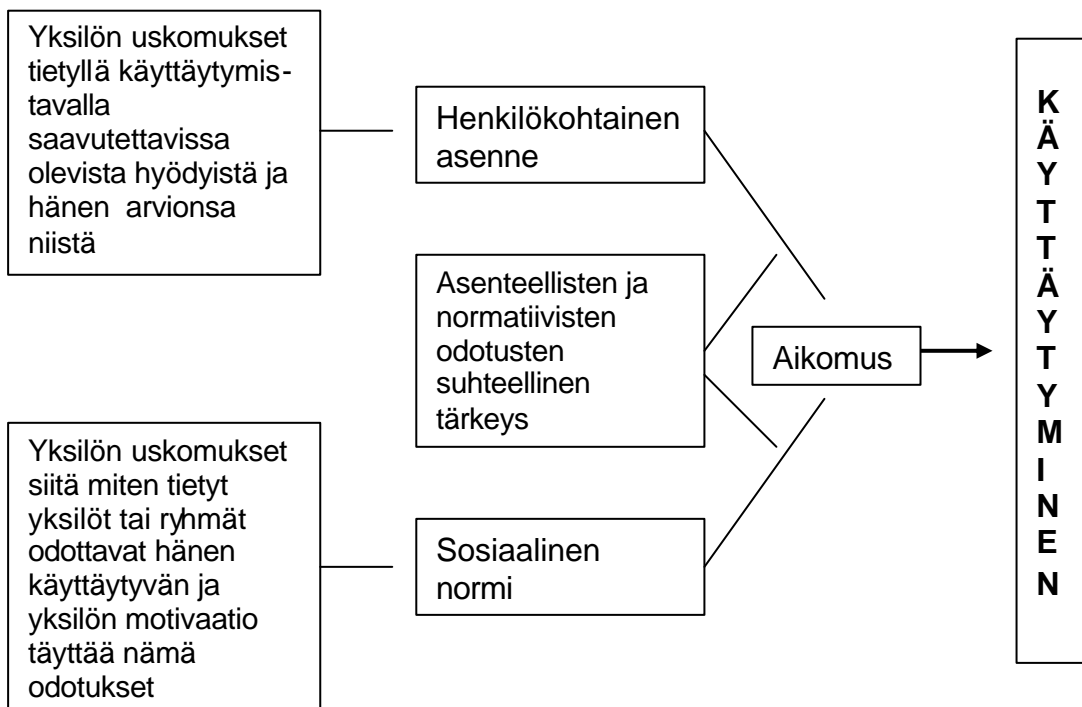 Yksilön uskomukset
tietyllä käyttäytymis-
tavalla
saavutettavissa
olevista hyödyistä ja
hänen arvionsa
niistä
Henkilökohtainen
asenne
Asenteellisten ja
normatiivisten
odotusten
suhteellinen
tärkeys
Yksilön uskomukset
siitä miten tietyt
yksilöt tai ryhmät
odottavat hänen
käyttäytyvän ja
yksilön motivaatio
täyttää nämä
odotukset
Sosiaalinen
normi
Aikomus
K
Ä
Y
T
T
Ä
Y
T
Y
M
I
N
E
N